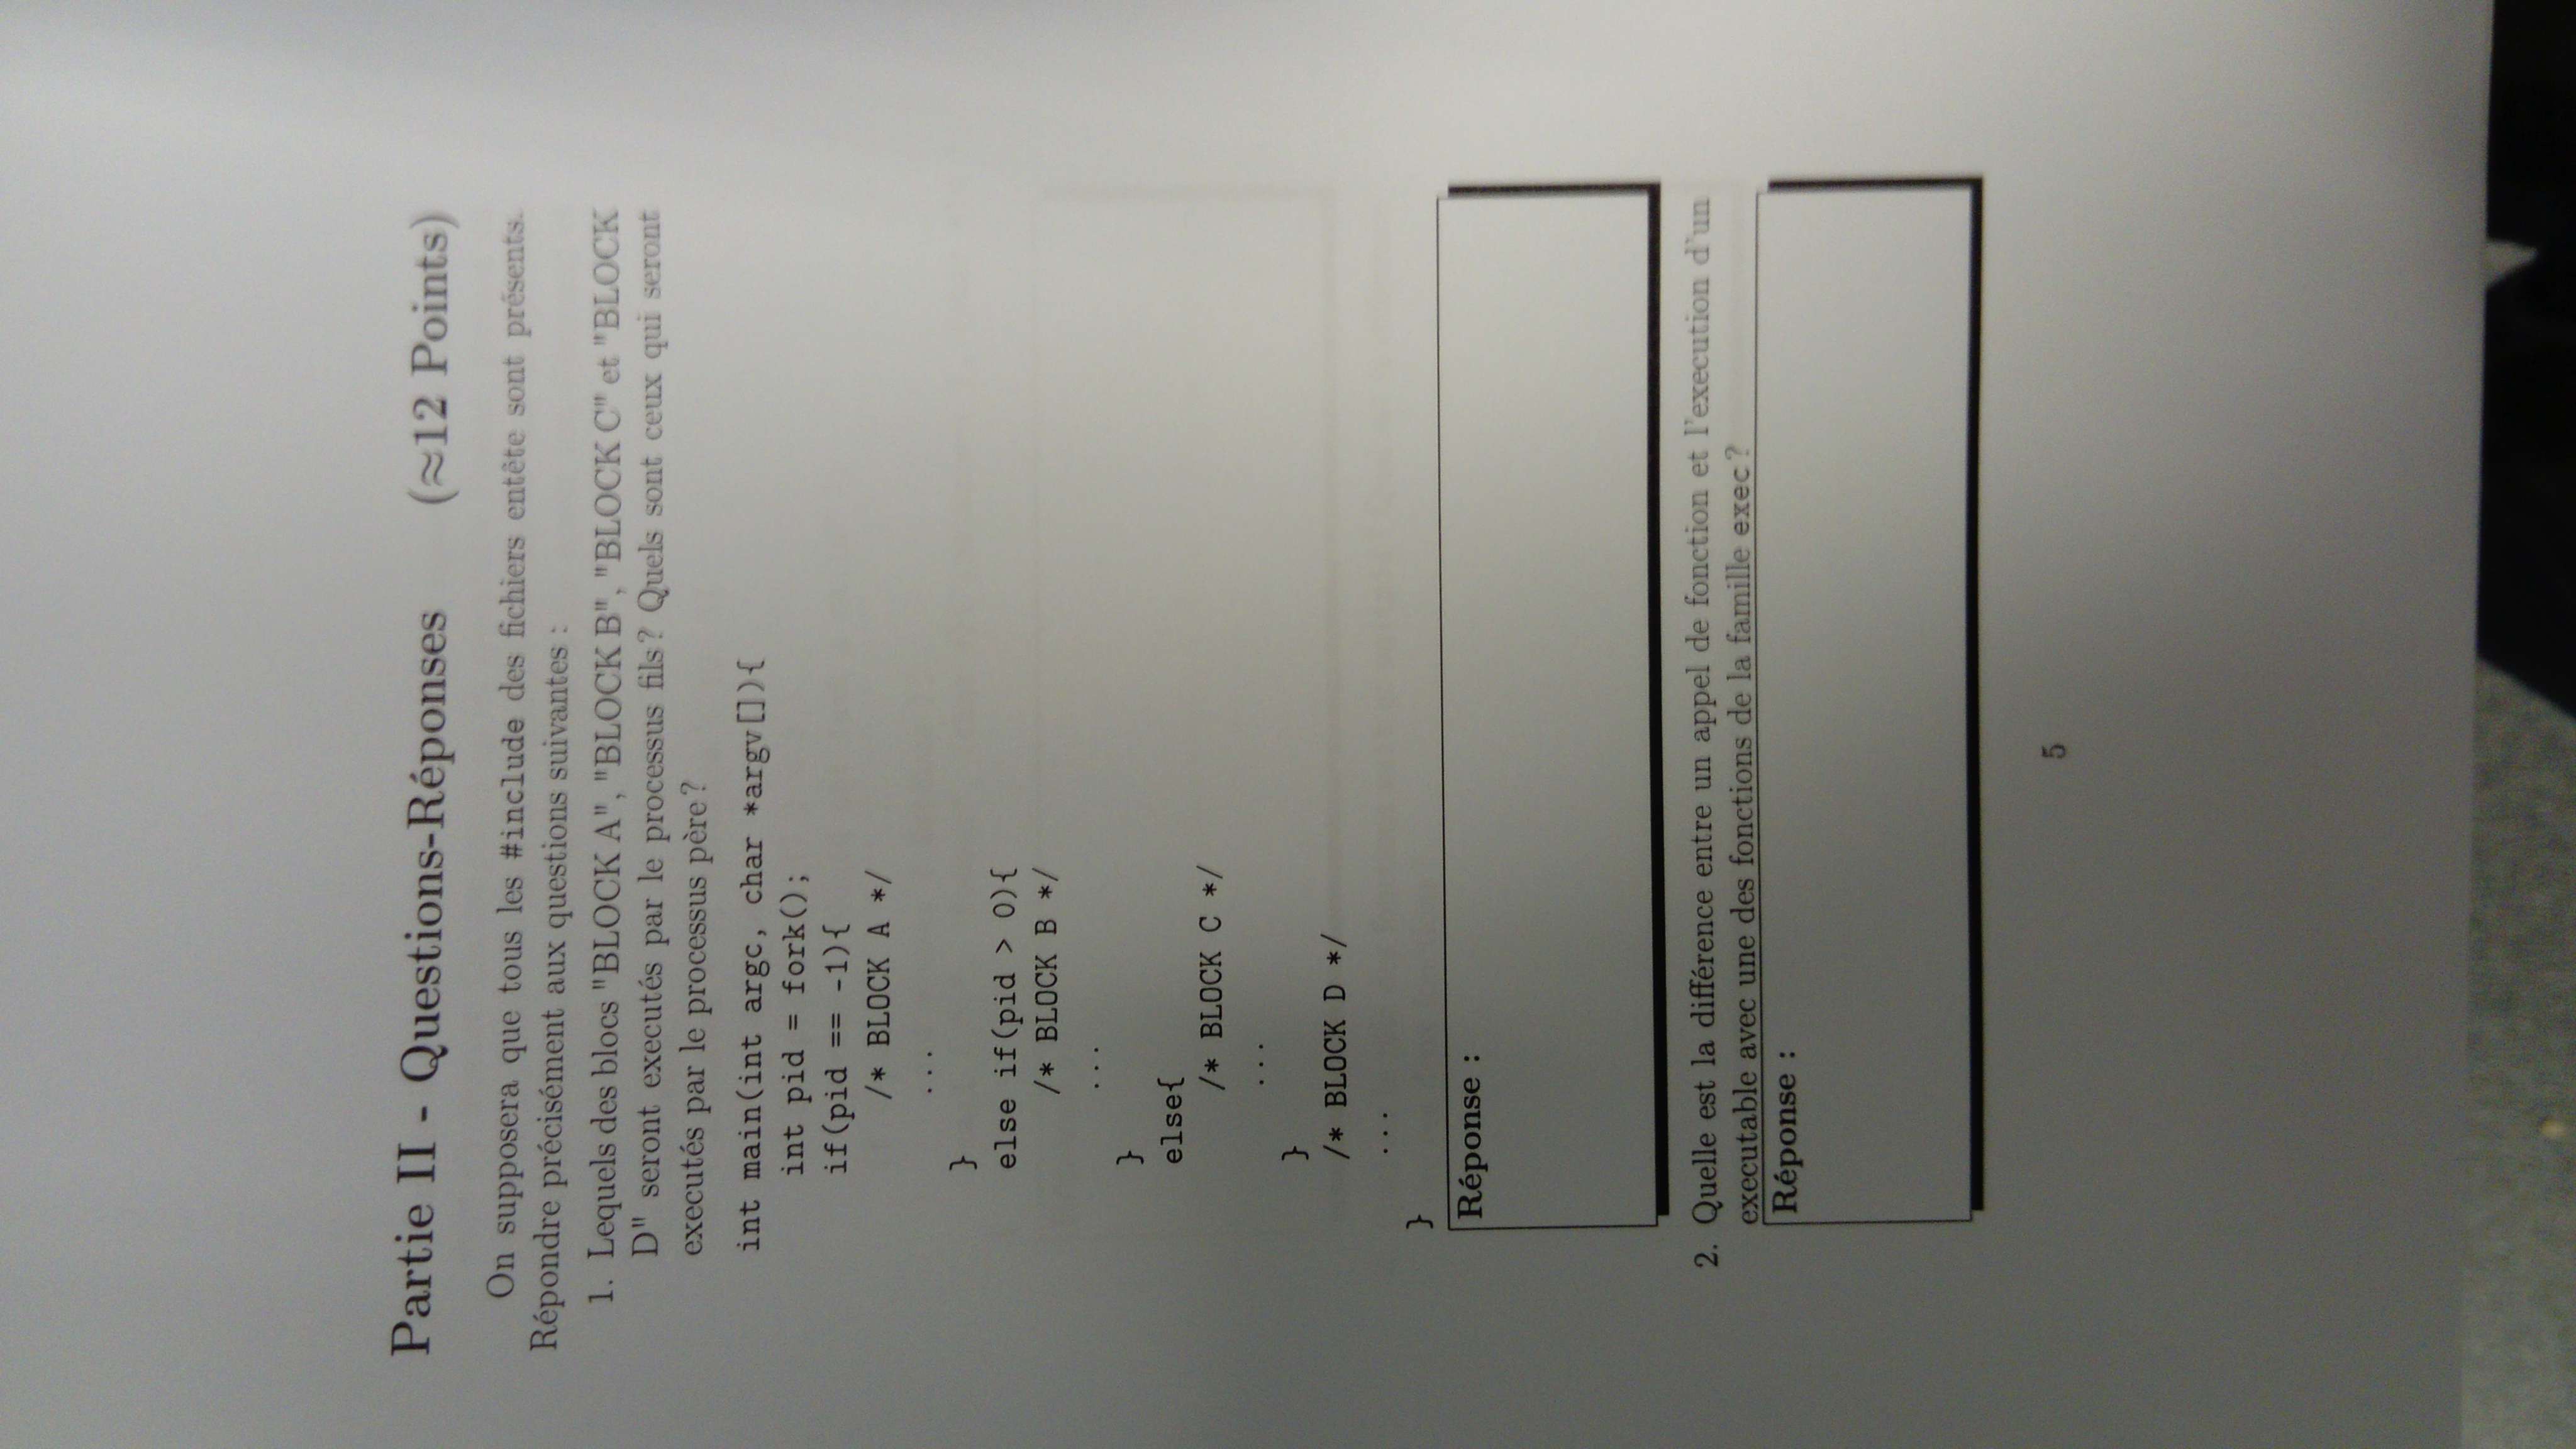 Partie II - Questions-Réponses (≈12 Points)
On supposera que tous les #include des fichiers entête sont présents.
Répondre précisément aux questions suivantes :
1. Lequels des blocs "BLOCK A", "BLOCK B", "BLOCK C" et "BLOCK
D" seront executés par le processus fils ? Quels sont ceux qui seront
executés par le processus père ?
int main(int argc, char *argv[]){
int pid = fork();
if(pid == -1){
/* BLOCK A */
...
}
else if(pid > 0){
/* BLOCK B */
...
}
else{
/* BLOCK C */
...
}
/* BLOCK D */
...
}
Réponse :
2. Quelle est la différence entre un appel de fonction et l'execution d'un
executable avec une des fonctions de la famille exec ?
Réponse :
5